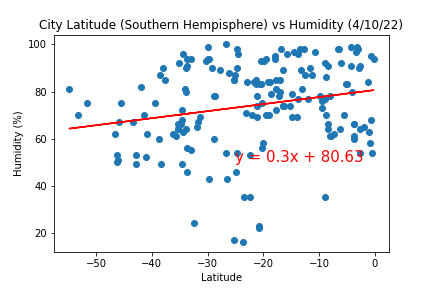 City Latitude (Southern Hempisphere) vs Humidity (4/10/22)
100
80
60
40
20
Humidity (%)
y = 0.3x + 80.63
−50 −40 −30 −20 −10 0
Latitude